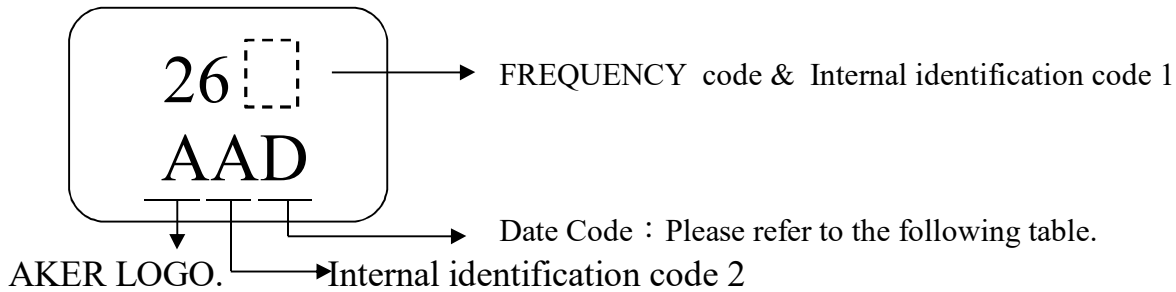 26 FREQUENCY code & Internal identification code 1
AAD
Date Code：Please refer to the following table.
AKER LOGO. Internal identification code 2